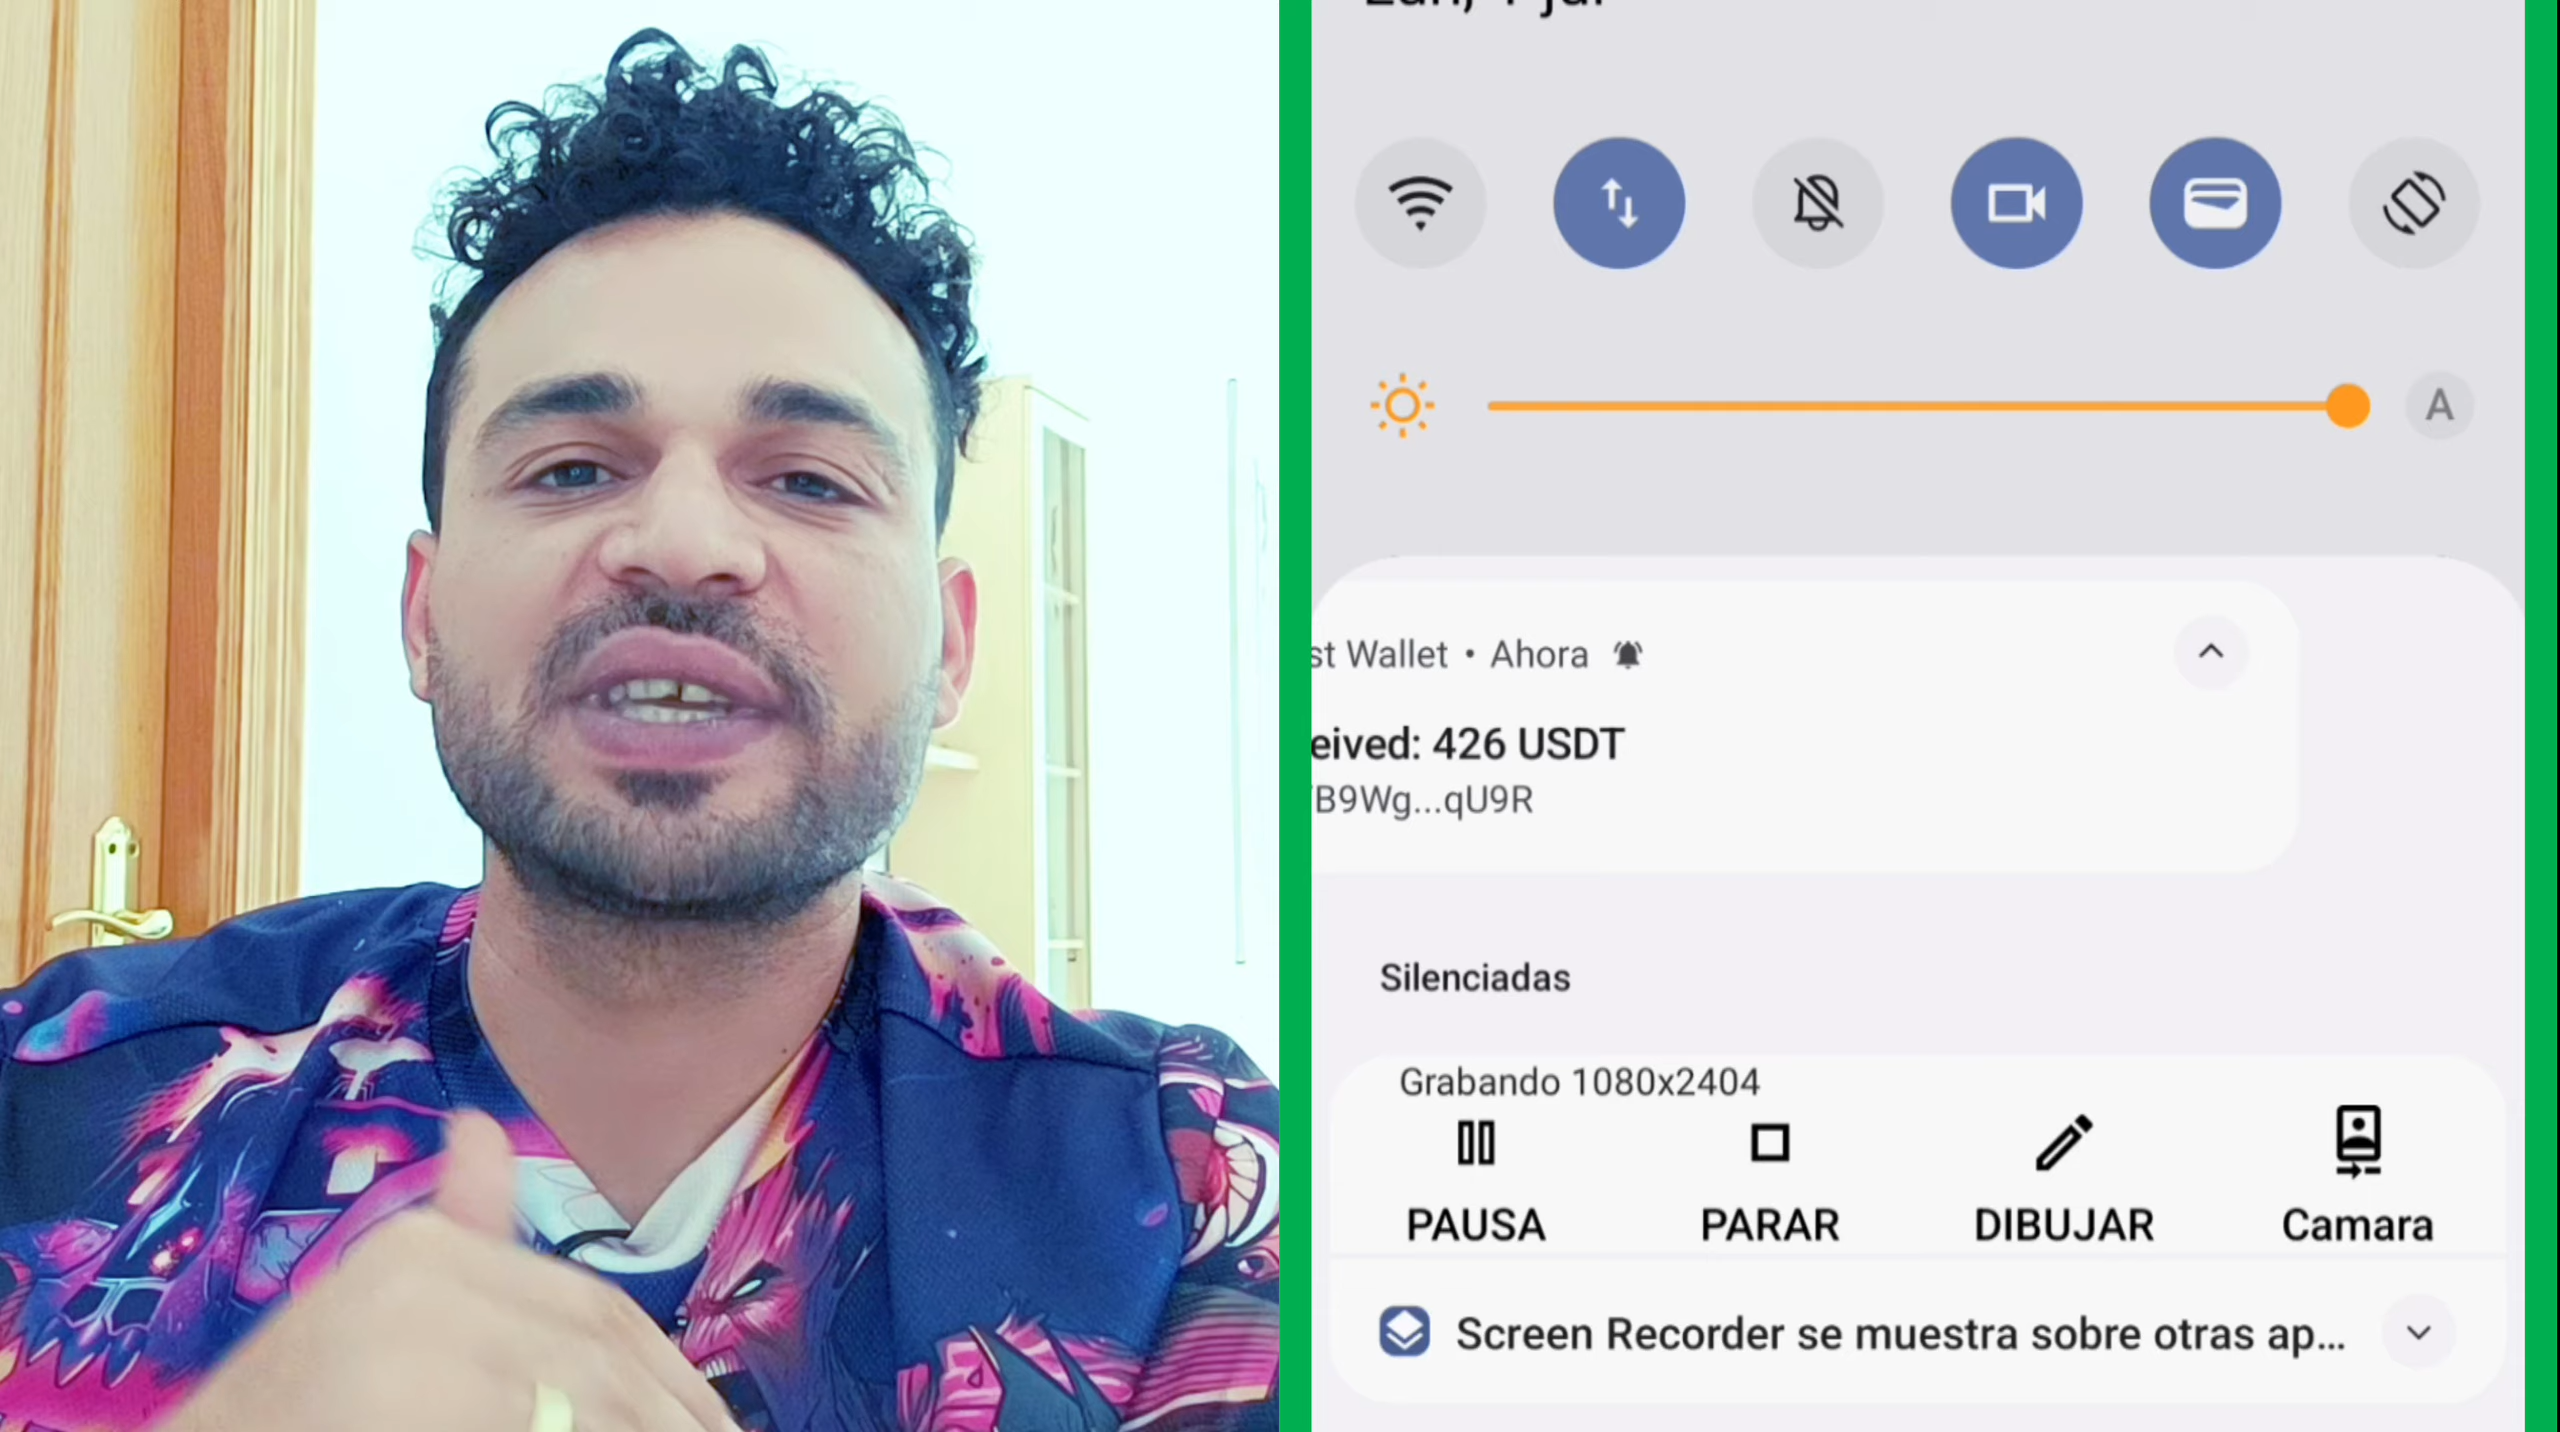 A
st Wallet • Ahora
eived: 426 USDT
B9Wg...qU9R
Silenciadas
Grabando 1080x2404
PAUSA PARAR DIBUJAR Camara
Screen Recorder se muestra sobre otras ap...